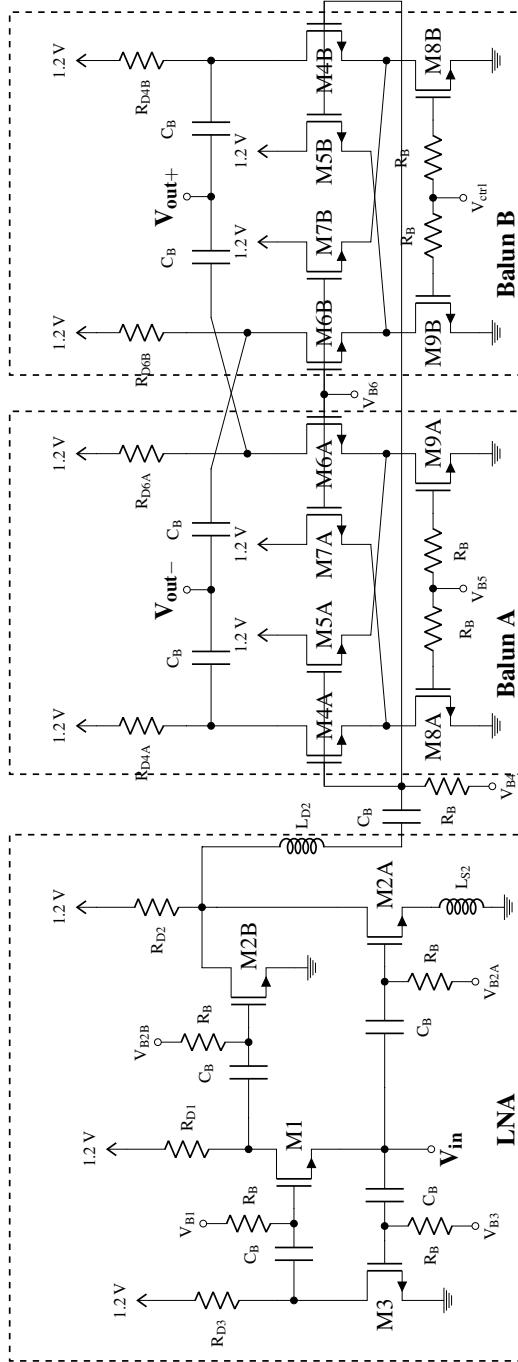 1.2 V
R_D3
1.2 V
R_D1
1.2 V
R_D2
V_B1
R_B
C_B
V_B2B
R_B
C_B
M1
M2B
L_D2
M3
C_B
R_B
V_B3
V_in
C_B
R_B
V_B2A
M2A
L_S2
LNA
C_B
R_B
V_B4
1.2 V
R_D4A
1.2 V
R_D6A
C_B
V_out−
C_B
1.2 V
1.2 V
M4A
M5A
M7A
M6A
M8A
R_B
V_B5
R_B
M9A
Balun A
V_B6
1.2 V
R_D6B
1.2 V
R_D4B
C_B
V_out+
C_B
1.2 V
1.2 V
M6B
M7B
M5B
M4B
M9B
R_B
V_ctrl
R_B
M8B
Balun B